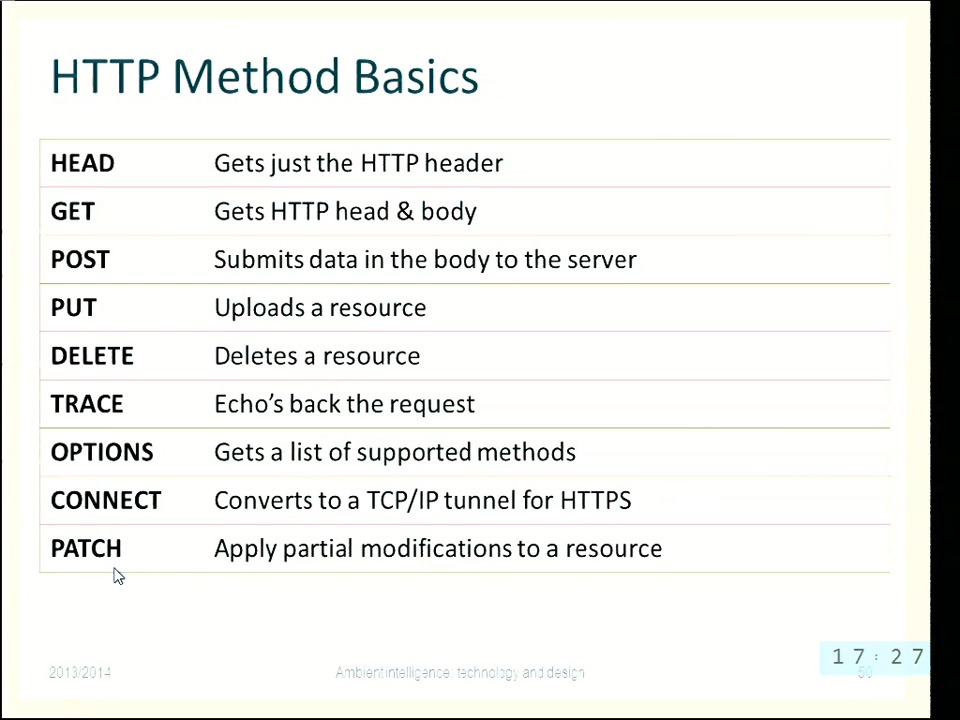 HTTP Method Basics
HEAD Gets just the HTTP header
GET Gets HTTP head & body
POST Submits data in the body to the server
PUT Uploads a resource
DELETE Deletes a resource
TRACE Echo's back the request
OPTIONS Gets a list of supported methods
CONNECT Converts to a TCP/IP tunnel for HTTPS
PATCH Apply partial modifications to a resource
17:27
2013/2014 Ambient intelligence: technology and design 50